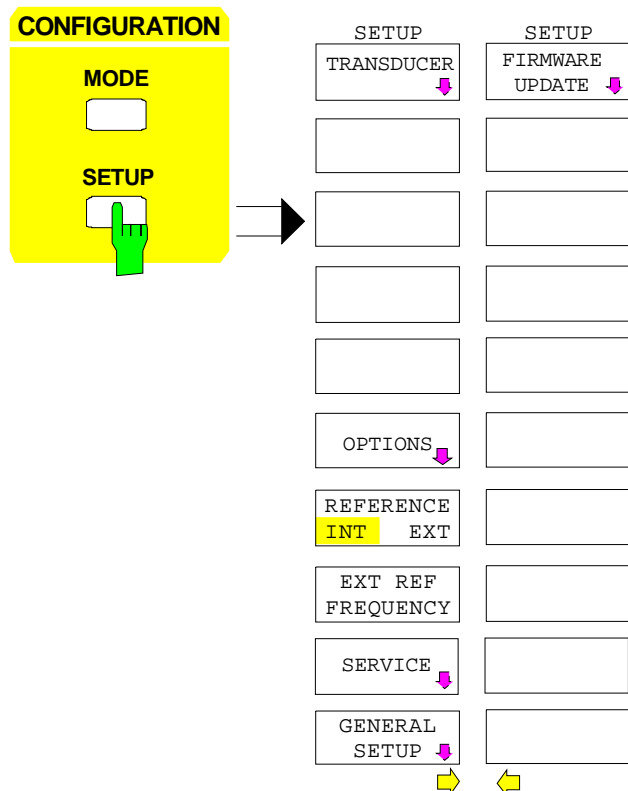 CONFIGURATION
MODE
SETUP
SETUP
TRANSDUCER
OPTIONS
REFERENCE
INT EXT
EXT REF
FREQUENCY
SERVICE
GENERAL
SETUP
SETUP
FIRMWARE
UPDATE